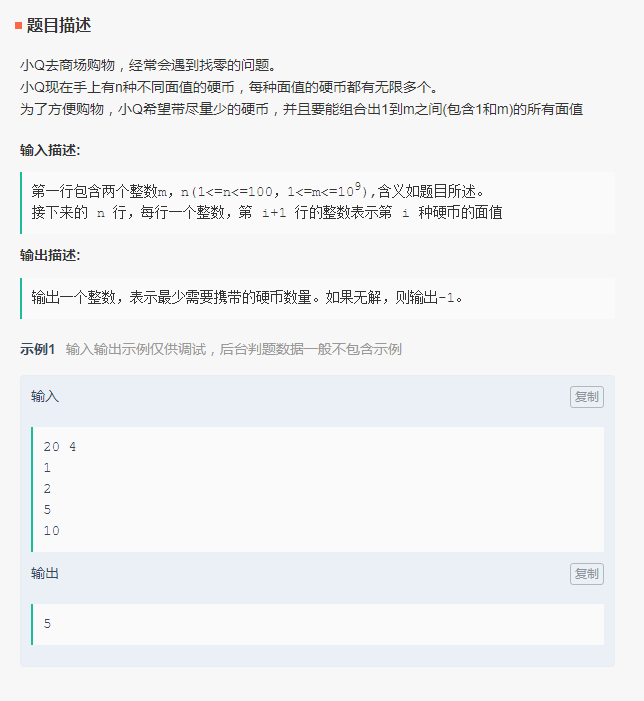 题目描述
小Q去商场购物，经常会遇到找零的问题。
小Q现在手上有n种不同面值的硬币，每种面值的硬币都有无限多个。
为了方便购物，小Q希望带尽量少的硬币，并且要能组合出1到m之间(包含1和m)的所有面值
输入描述:
第一行包含两个整数m，n(1<=n<=100，1<=m<=10^9),含义如题目所述。
接下来的 n 行，每行一个整数，第 i+1 行的整数表示第 i 种硬币的面值
输出描述:
输出一个整数，表示最少需要携带的硬币数量。如果无解，则输出-1。
示例1 输入输出示例仅供调试，后台判题数据一般不包含示例
输入 复制
20 4
1
2
5
10
输出 复制
5